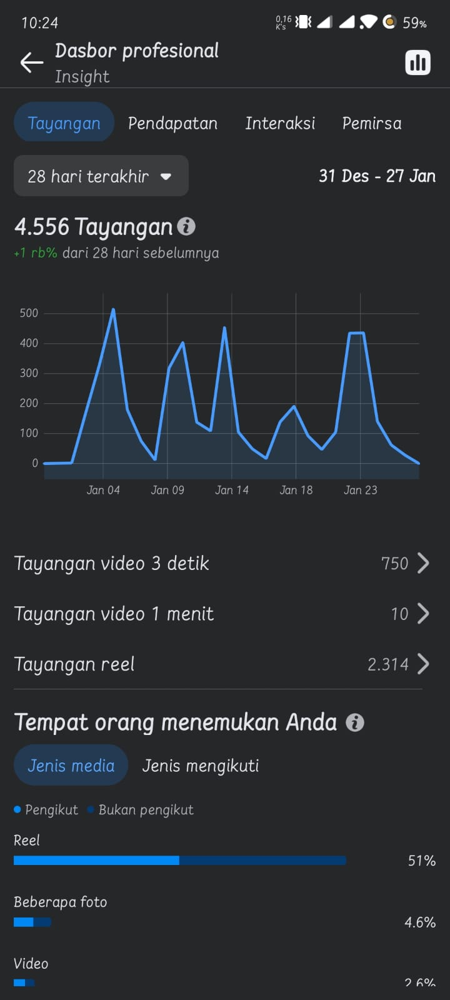 10:24
0,16
K's
59%
Dasbor profesional
Insight
Tayangan Pendapatan Interaksi Pemirsa
28 hari terakhir
31 Des - 27 Jan
4.556 Tayangan
+1 rb% dari 28 hari sebelumnya
500
400
300
200
100
0
Jan 04 Jan 09 Jan 14 Jan 18 Jan 23
Tayangan video 3 detik 750
Tayangan video 1 menit 10
Tayangan reel 2.314
Tempat orang menemukan Anda
Jenis media Jenis mengikuti
Pengikut Bukan pengikut
Reel
51%
Beberapa foto
4.6%
Video
2.6%